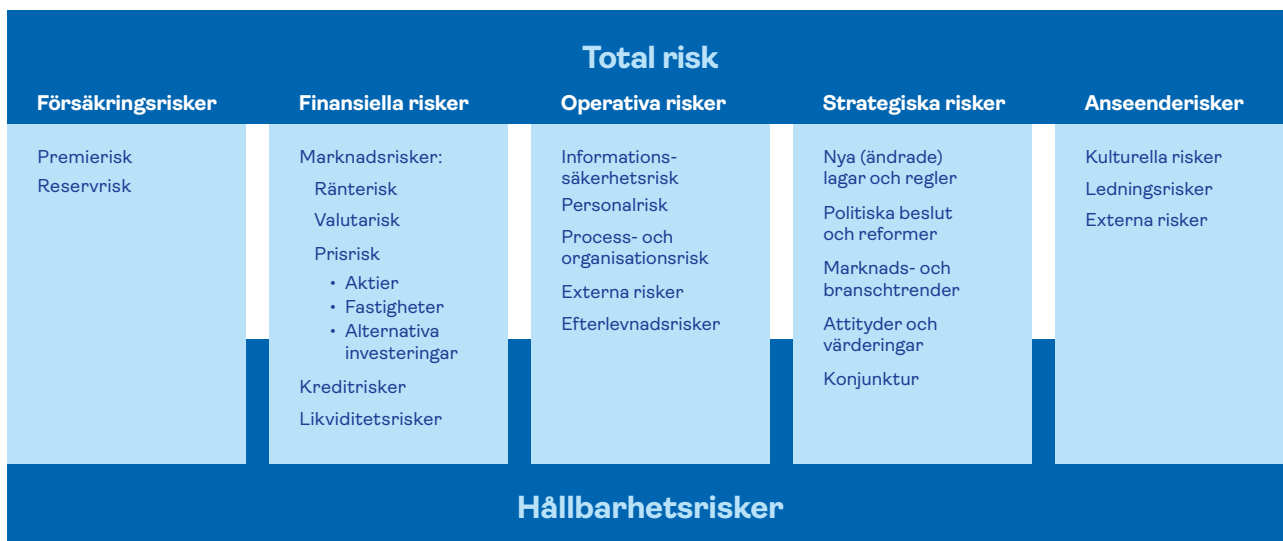 Total risk
Försäkringsrisker
Premierisk
Reservrisk
Finansiella risker
Marknadsrisker:
Ränterisk
Valutarisk
Prisrisk
• Aktier
• Fastigheter
• Alternativa
investeringar
Kreditrisker
Likviditetsrisker
Operativa risker
Informations-
säkerhetsrisk
Personalrisk
Process- och
organisationsrisk
Externa risker
Efterlevnadsrisker
Strategiska risker
Nya (ändrade)
lagar och regler
Politiska beslut
och reformer
Marknads- och
branschtrender
Attityder och
värderingar
Konjunktur
Anseenderisker
Kulturella risker
Ledningsrisker
Externa risker
Hållbarhetsrisker